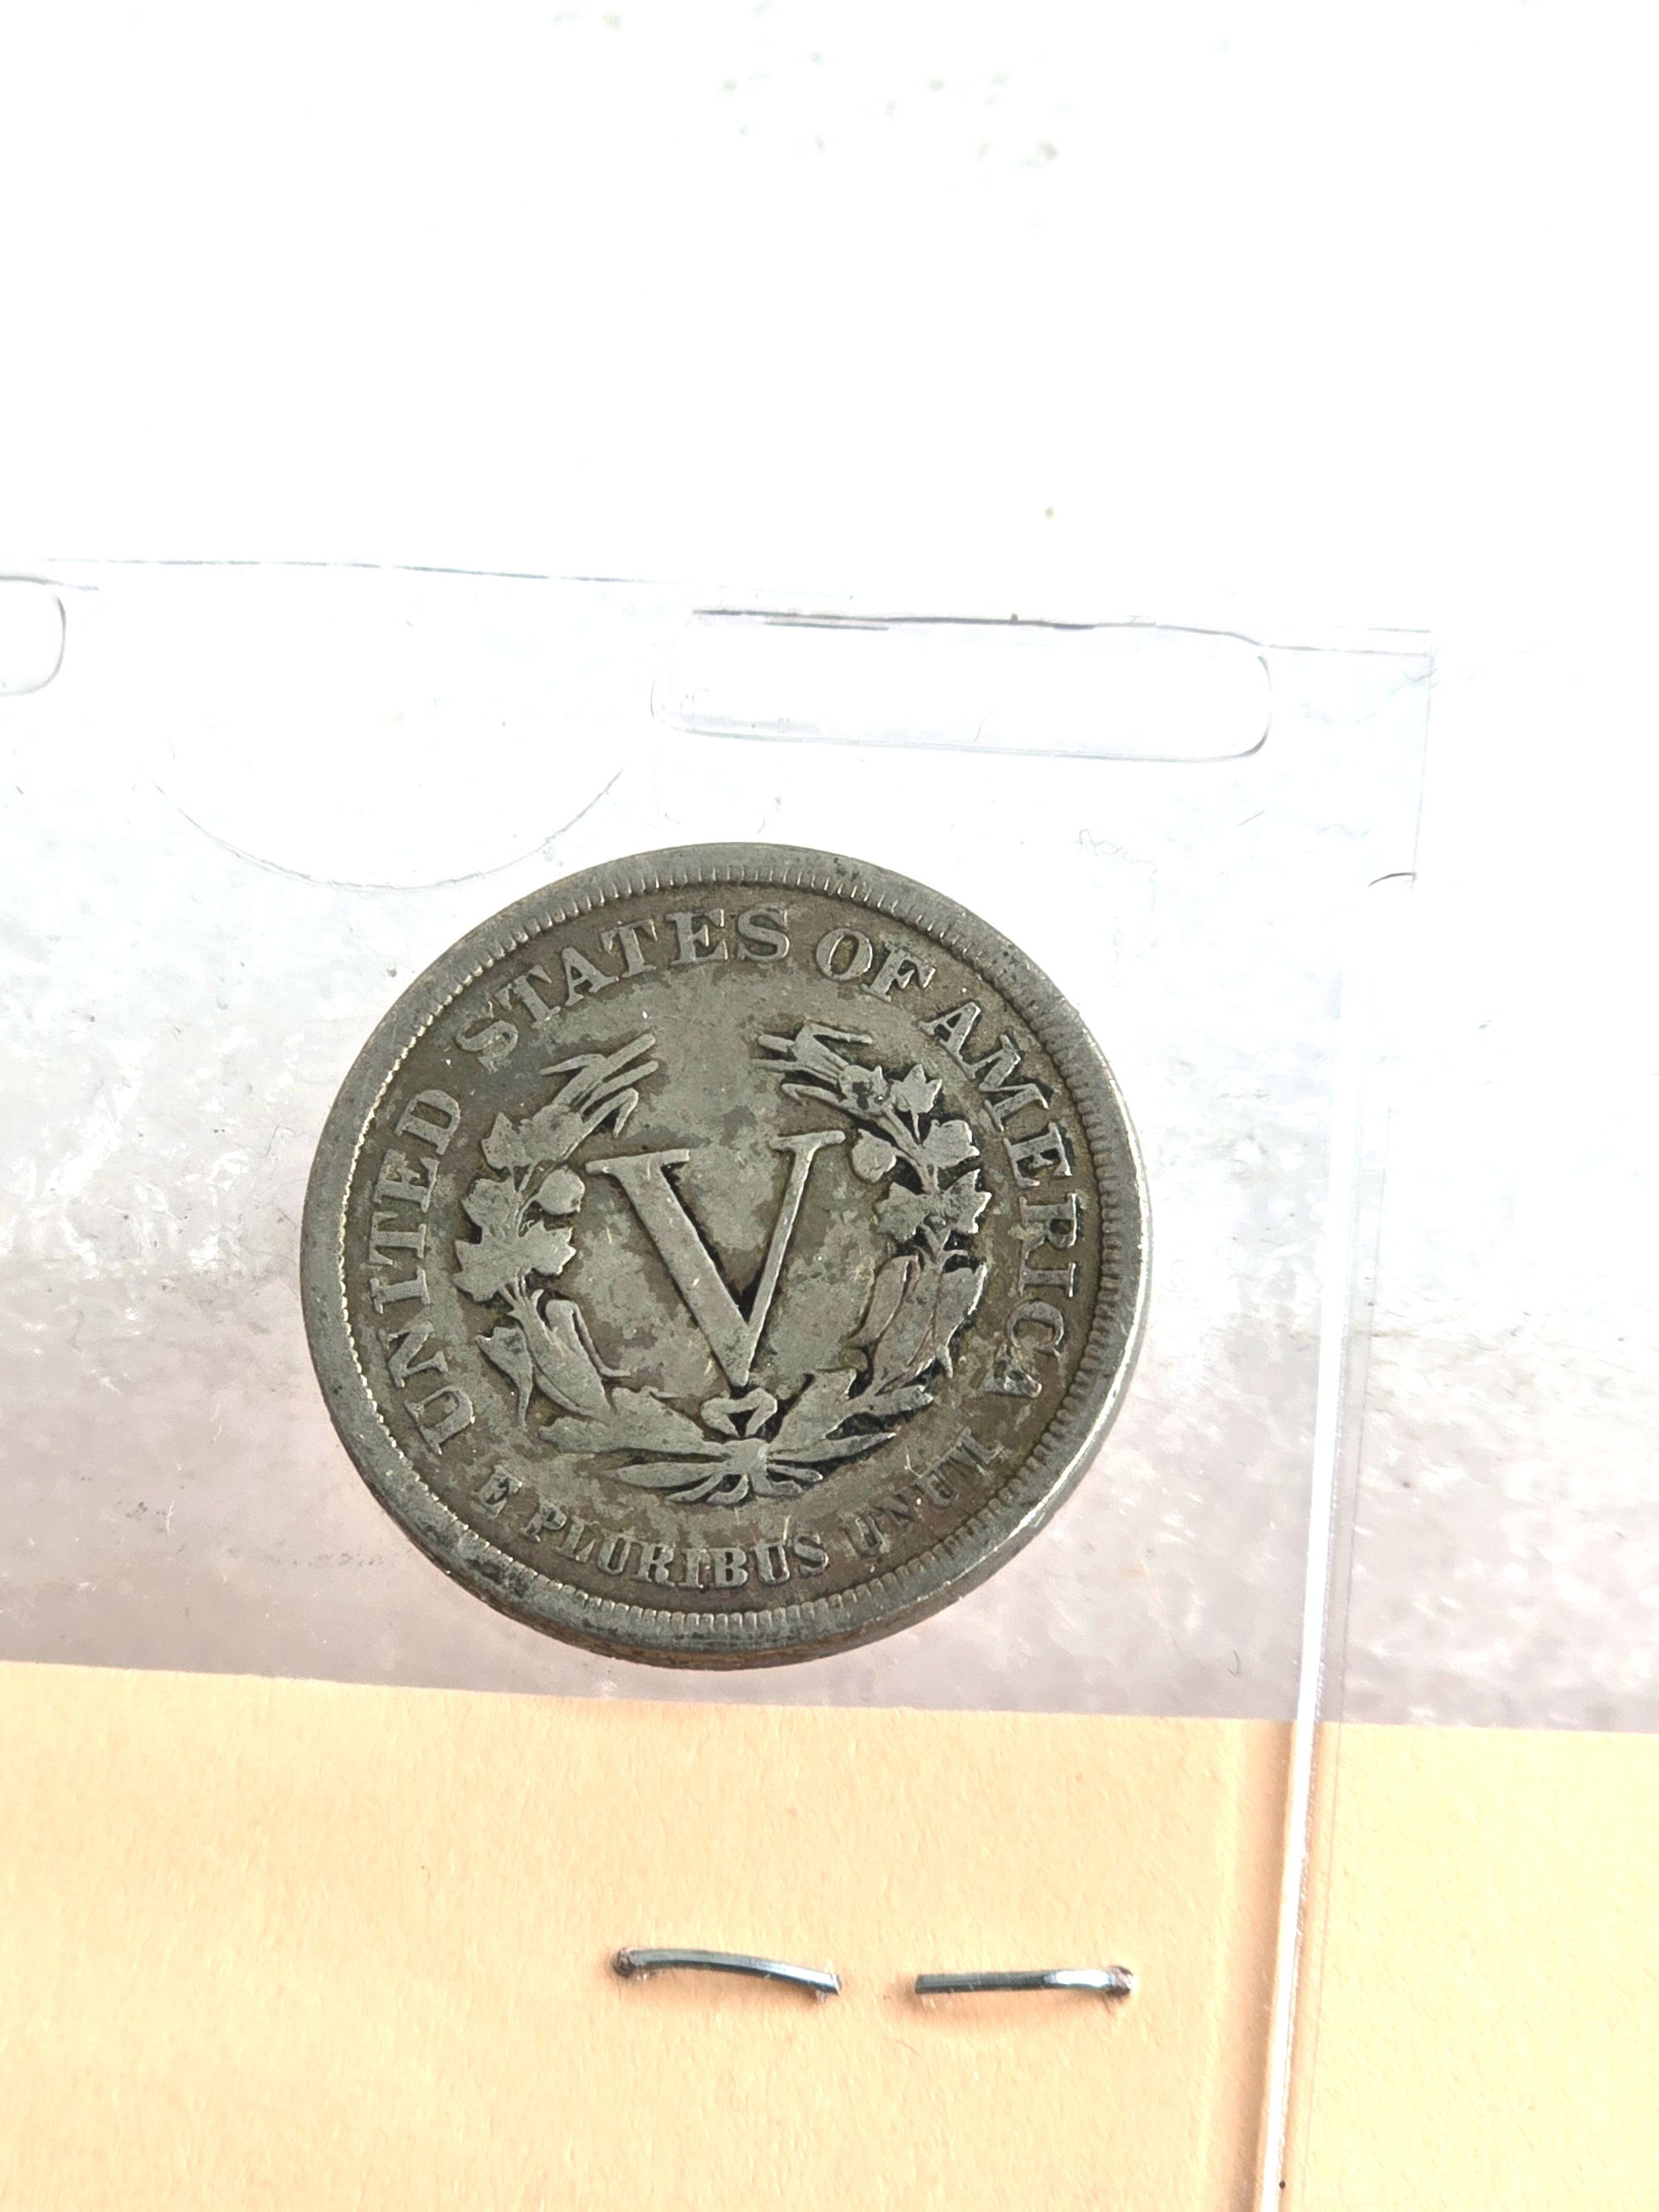 UNITED STATES OF AMERICA
V
E PLURIBUS UNUM